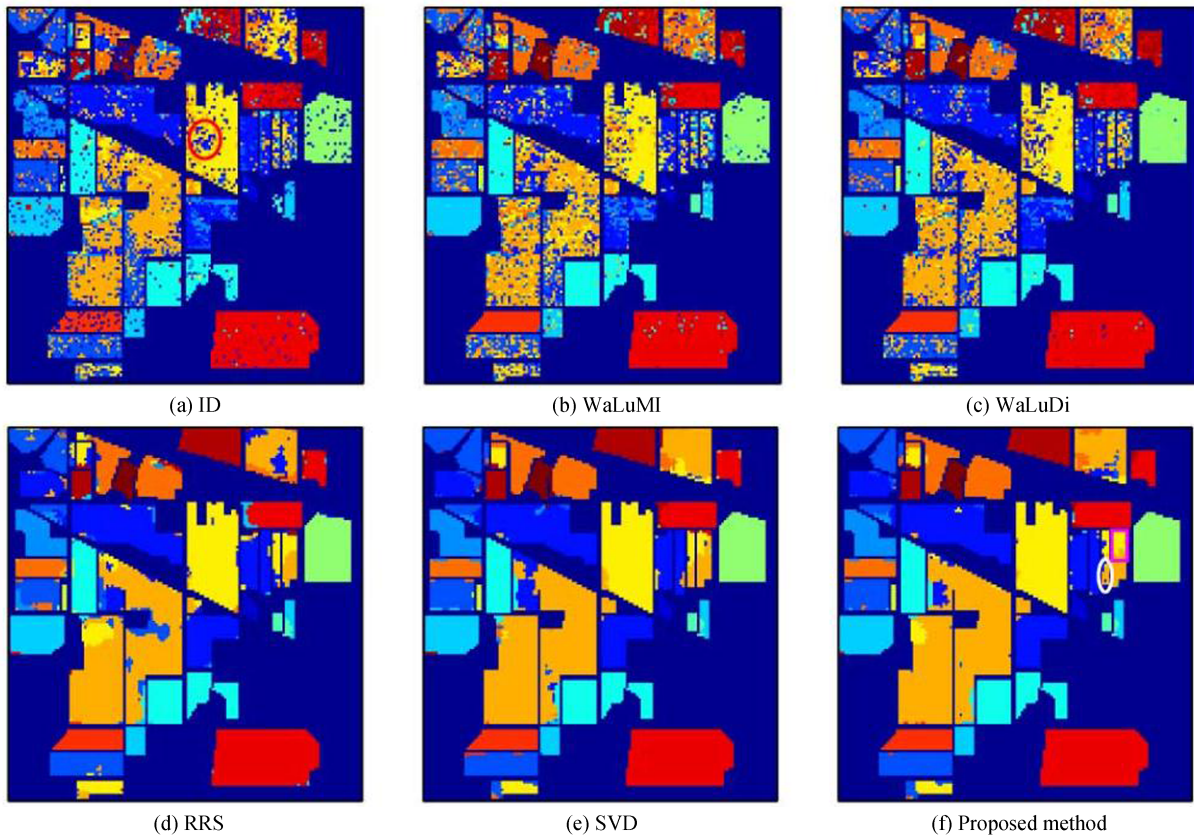 (a) ID
(b) WaLuMI
(c) WaLuDi
(d) RRS
(e) SVD
(f) Proposed method